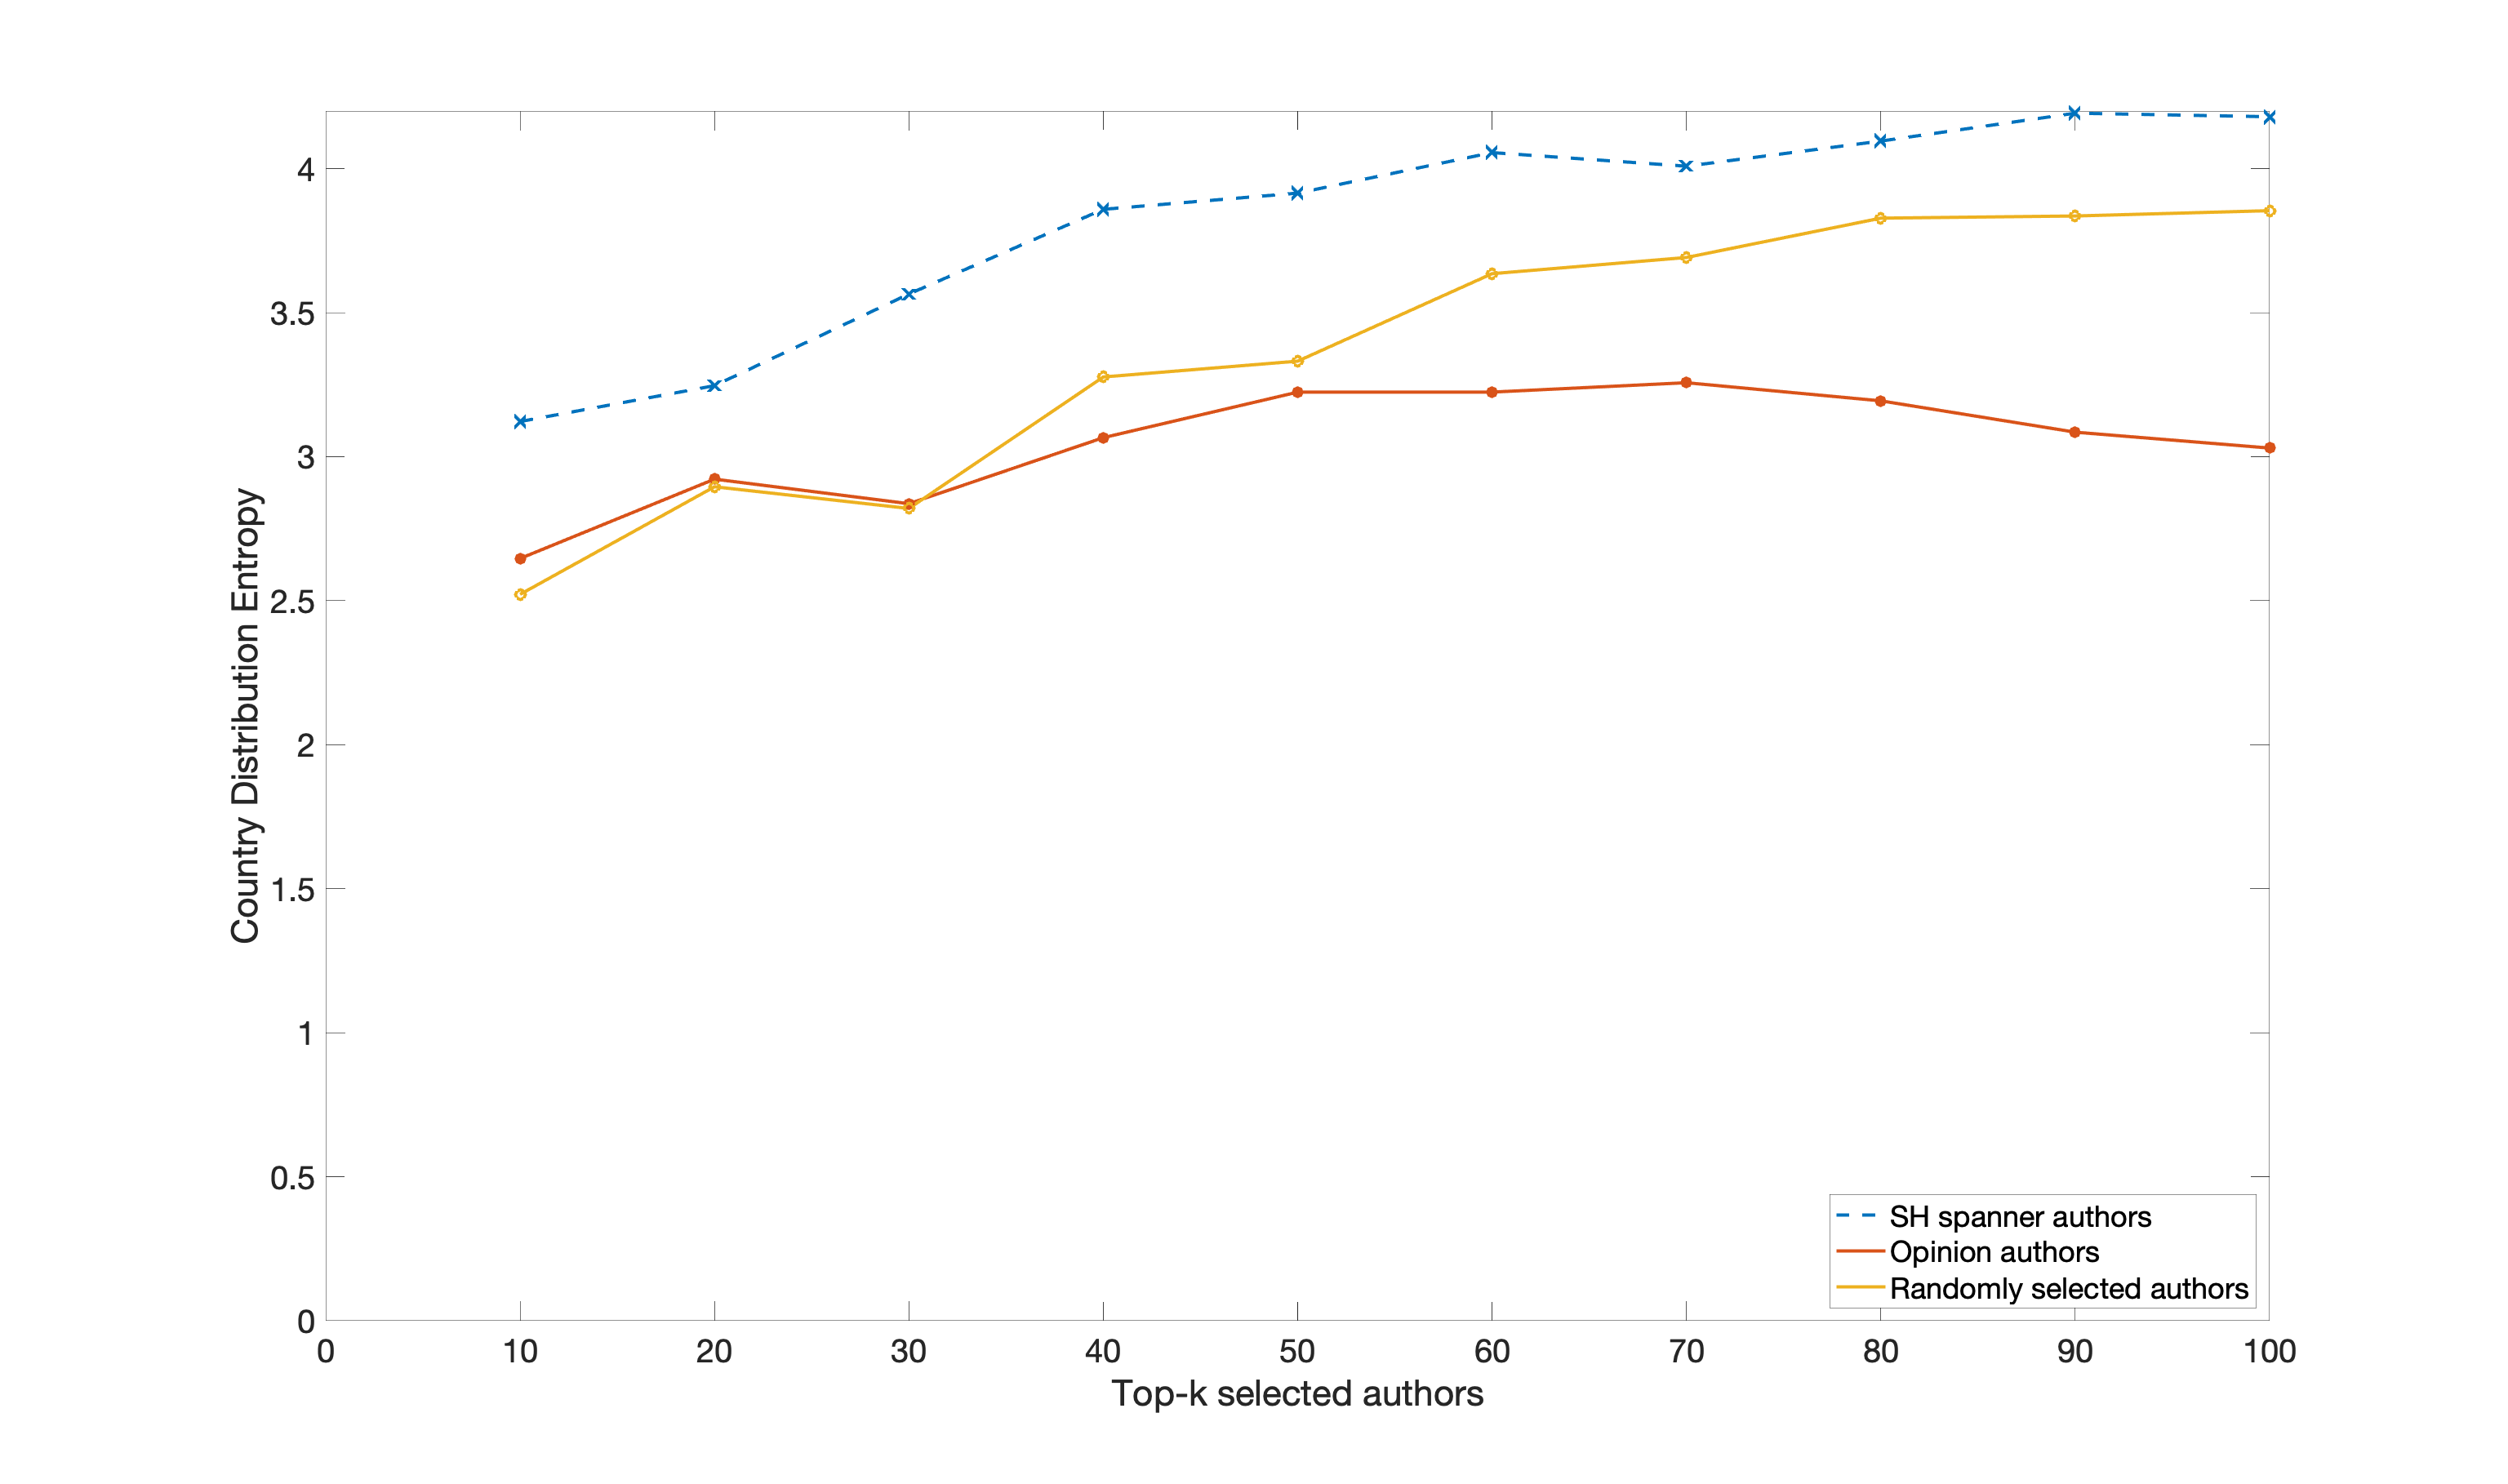 4
3.5
3
2.5
2
1.5
1
0.5
0
Country Distribution Entropy
0 10 20 30 40 50 60 70 80 90 100
Top-k selected authors
SH spanner authors
Opinion authors
Randomly selected authors